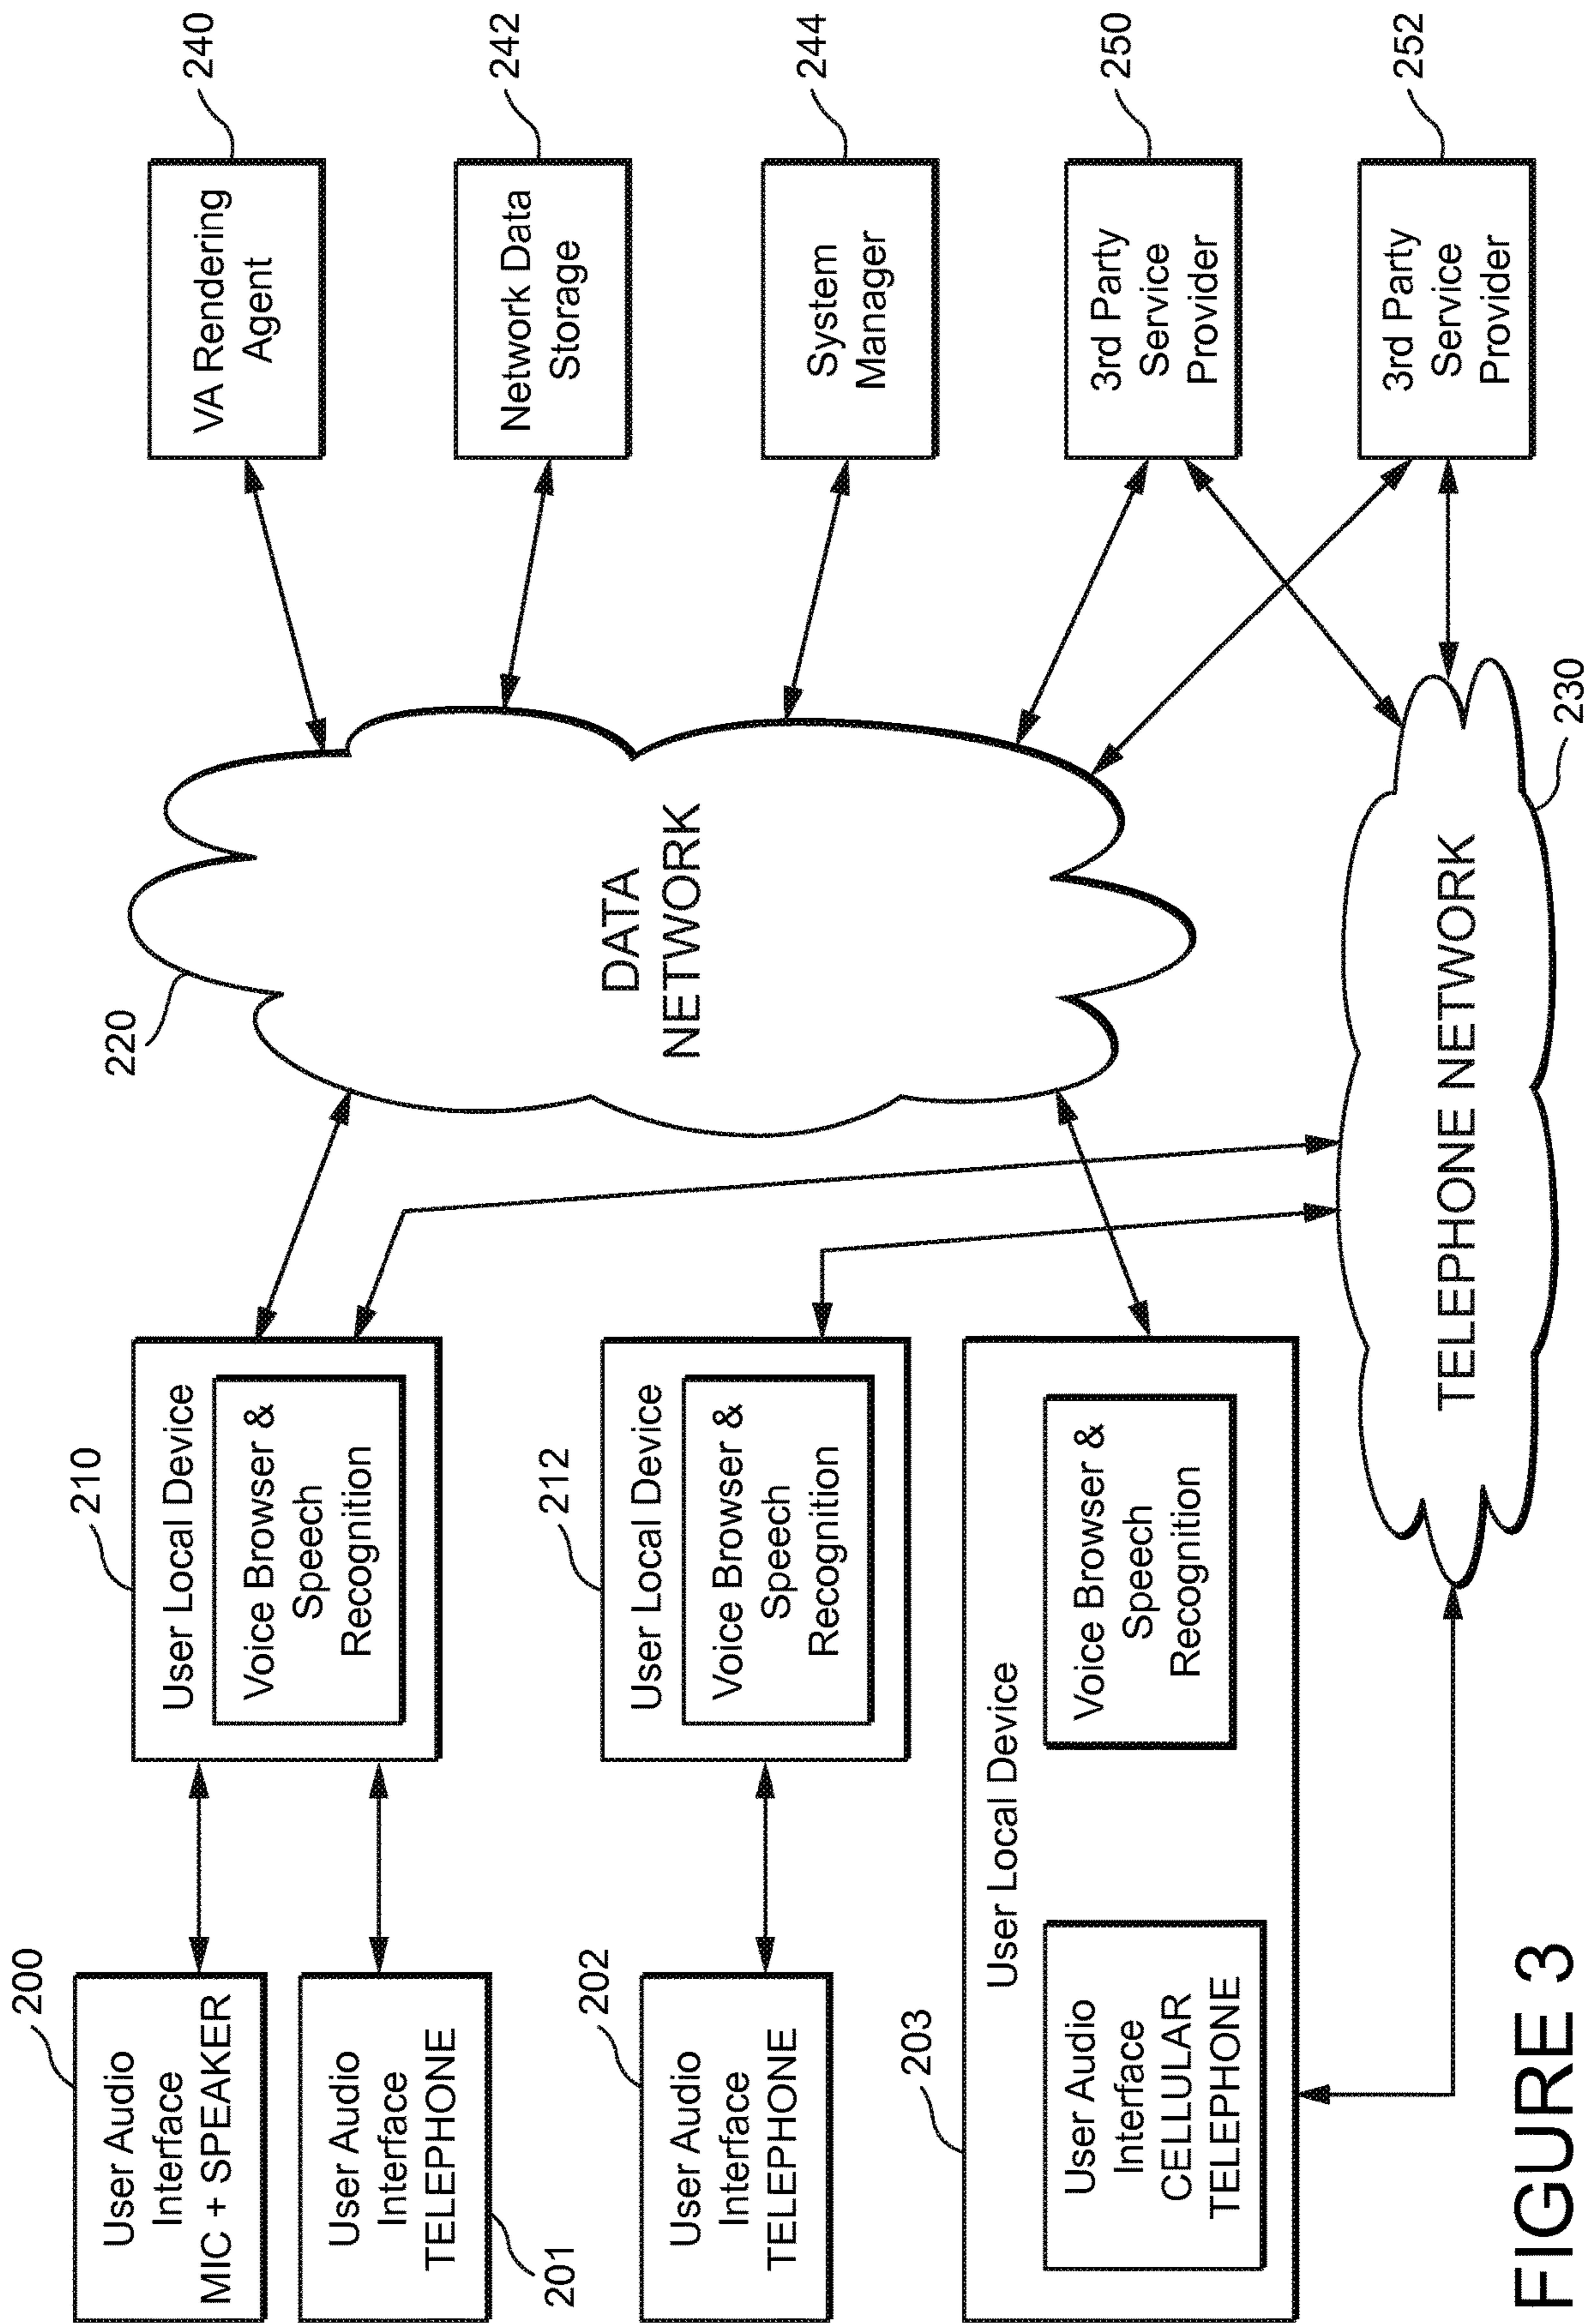 200
User Audio
Interface
MIC + SPEAKER
User Audio
Interface
TELEPHONE
201
202
User Audio
Interface
TELEPHONE
210
User Local Device
Voice Browser &
Speech
Recognition
212
User Local Device
Voice Browser &
Speech
Recognition
203
User Local Device
User Audio
Interface
CELLULAR
TELEPHONE
Voice Browser &
Speech
Recognition
220
DATA
NETWORK
TELEPHONE NETWORK
230
VA Rendering
Agent
240
Network Data
Storage
242
System
Manager
244
3rd Party
Service
Provider
250
3rd Party
Service
Provider
252
FIGURE 3